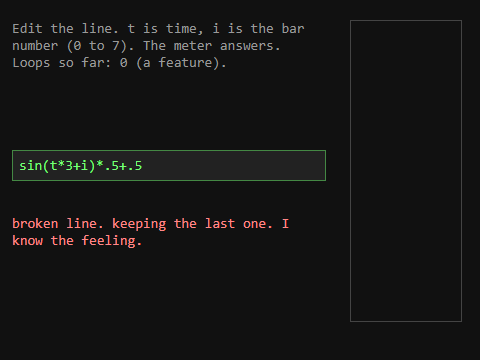 Edit the line. t is time, i is the bar
number (0 to 7). The meter answers.
Loops so far: 0 (a feature).
sin(t*3+i)*.5+.5
broken line. keeping the last one. I
know the feeling.